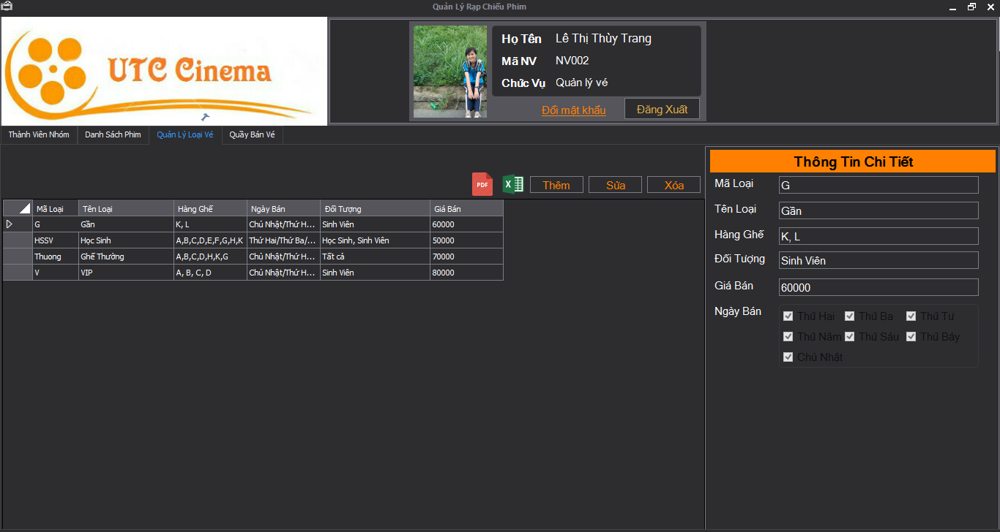 Quản Lý Rạp Chiếu Phim
UTC Cinema
Họ Tên Lê Thị Thùy Trang
Mã NV NV002
Chức Vụ Quản lý vé
Đổi mật khẩu Đăng Xuất
Thành Viên Nhóm Danh Sách Phim Quản Lý Loại Vé Quầy Bán Vé
PDF X Thêm Sửa Xóa
Mã Loại Tên Loại Hàng Ghế Ngày Bán Đối Tượng Giá Bán
G Gần K, L Chủ Nhật/Thứ H... Sinh Viên 60000
HSSV Học Sinh A,B,C,D,E,F,G,H,K Thứ Hai/Thứ Ba/... Học Sinh, Sinh Viên 50000
Thuong Ghế Thường A,B,C,D,H,K,G Chủ Nhật/Thứ H... Tất cả 70000
V VIP A, B, C, D Chủ Nhật/Thứ H... Sinh Viên 80000
Thông Tin Chi Tiết
Mã Loại G
Tên Loại Gần
Hàng Ghế K, L
Đối Tượng Sinh Viên
Giá Bán 60000
Ngày Bán Thứ Hai Thứ Ba Thứ Tư
Thứ Năm Thứ Sáu Thứ Bảy
Chủ Nhật